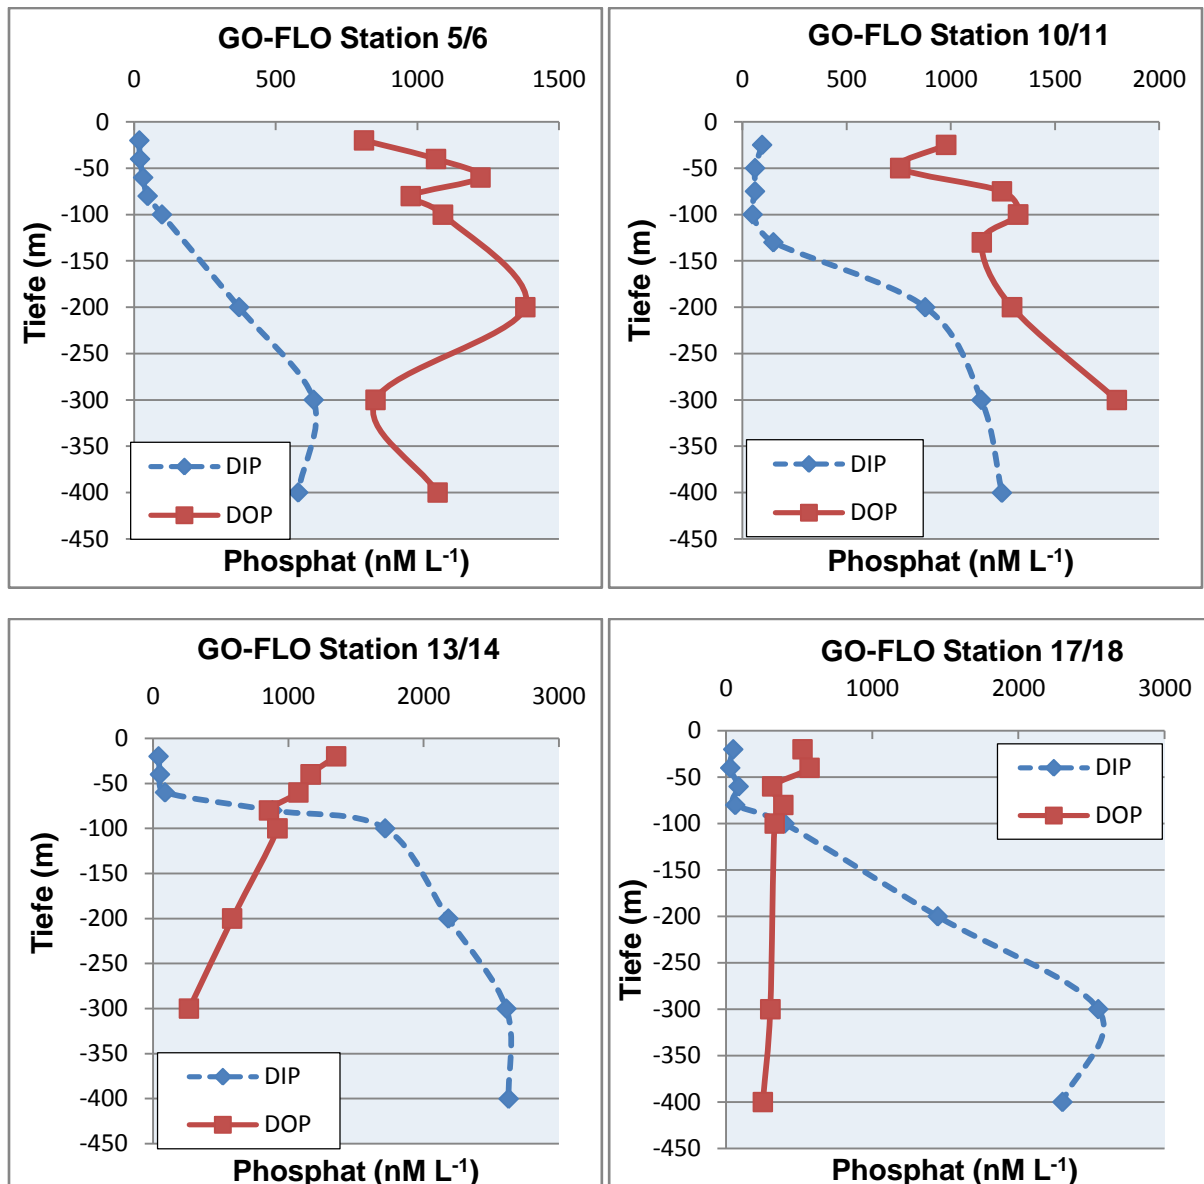 GO-FLO Station 5/6
0 500 1000 1500
0
-50
-100
-150
-200
-250
-300
-350
-400
-450
Tiefe (m)
DIP
DOP
Phosphat (nM L⁻¹)
GO-FLO Station 10/11
0 500 1000 1500 2000
0
-50
-100
-150
-200
-250
-300
-350
-400
-450
Tiefe (m)
DIP
DOP
Phosphat (nM L⁻¹)
GO-FLO Station 13/14
0 1000 2000 3000
0
-50
-100
-150
-200
-250
-300
-350
-400
-450
Tiefe (m)
DIP
DOP
Phosphat (nM L⁻¹)
GO-FLO Station 17/18
0 1000 2000 3000
0
-50
-100
-150
-200
-250
-300
-350
-400
-450
Tiefe (m)
DIP
DOP
Phosphat (nM L⁻¹)